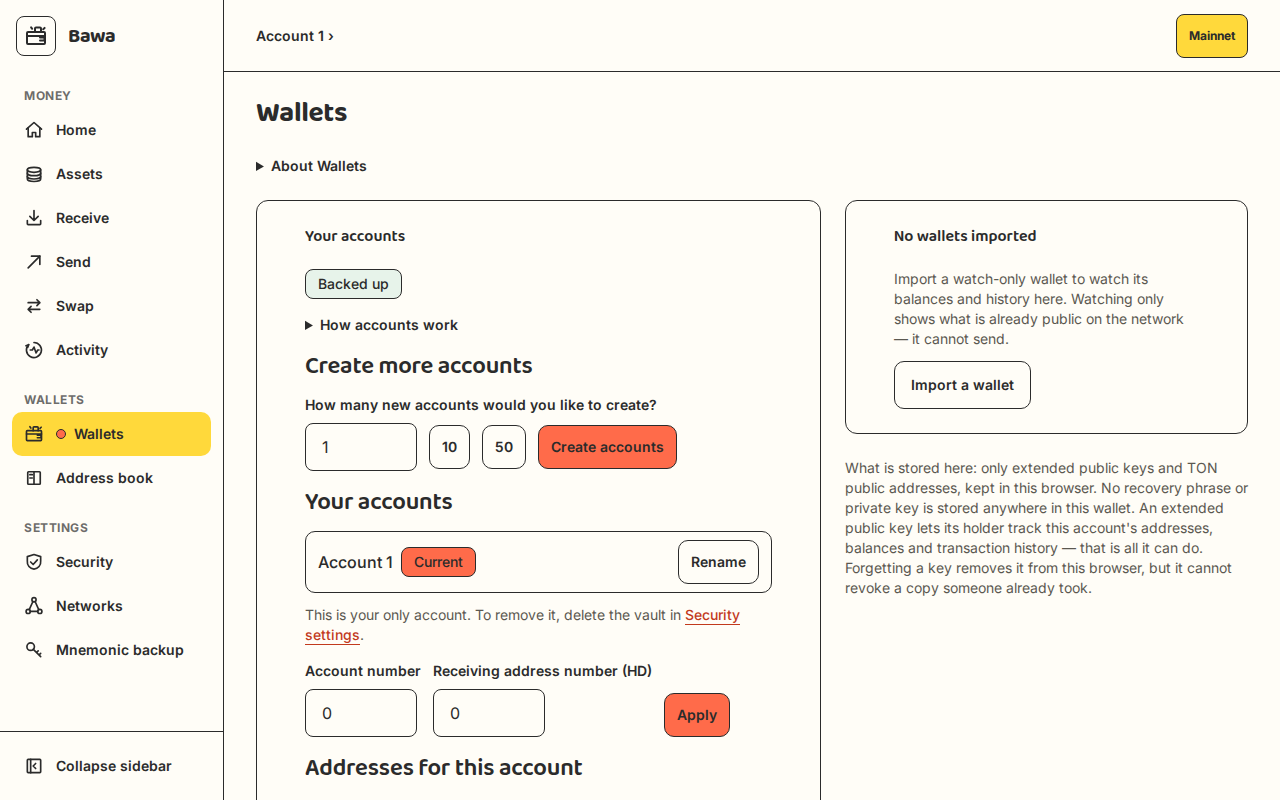 Bawa
MONEY
Home
Assets
Receive
Send
Swap
Activity
WALLETS
Wallets
Address book
SETTINGS
Security
Networks
Mnemonic backup
Collapse sidebar
Account 1 ›
Mainnet
Wallets
About Wallets
Your accounts
Backed up
How accounts work
Create more accounts
How many new accounts would you like to create?
1
10
50
Create accounts
Your accounts
Account 1
Current
Rename
This is your only account. To remove it, delete the vault in Security
settings.
Account number
Receiving address number (HD)
0
0
Apply
Addresses for this account
No wallets imported
Import a watch-only wallet to watch its
balances and history here. Watching only
shows what is already public on the network
— it cannot send.
Import a wallet
What is stored here: only extended public keys and TON
public addresses, kept in this browser. No recovery phrase or
private key is stored anywhere in this wallet. An extended
public key lets its holder track this account's addresses,
balances and transaction history — that is all it can do.
Forgetting a key removes it from this browser, but it cannot
revoke a copy someone already took.